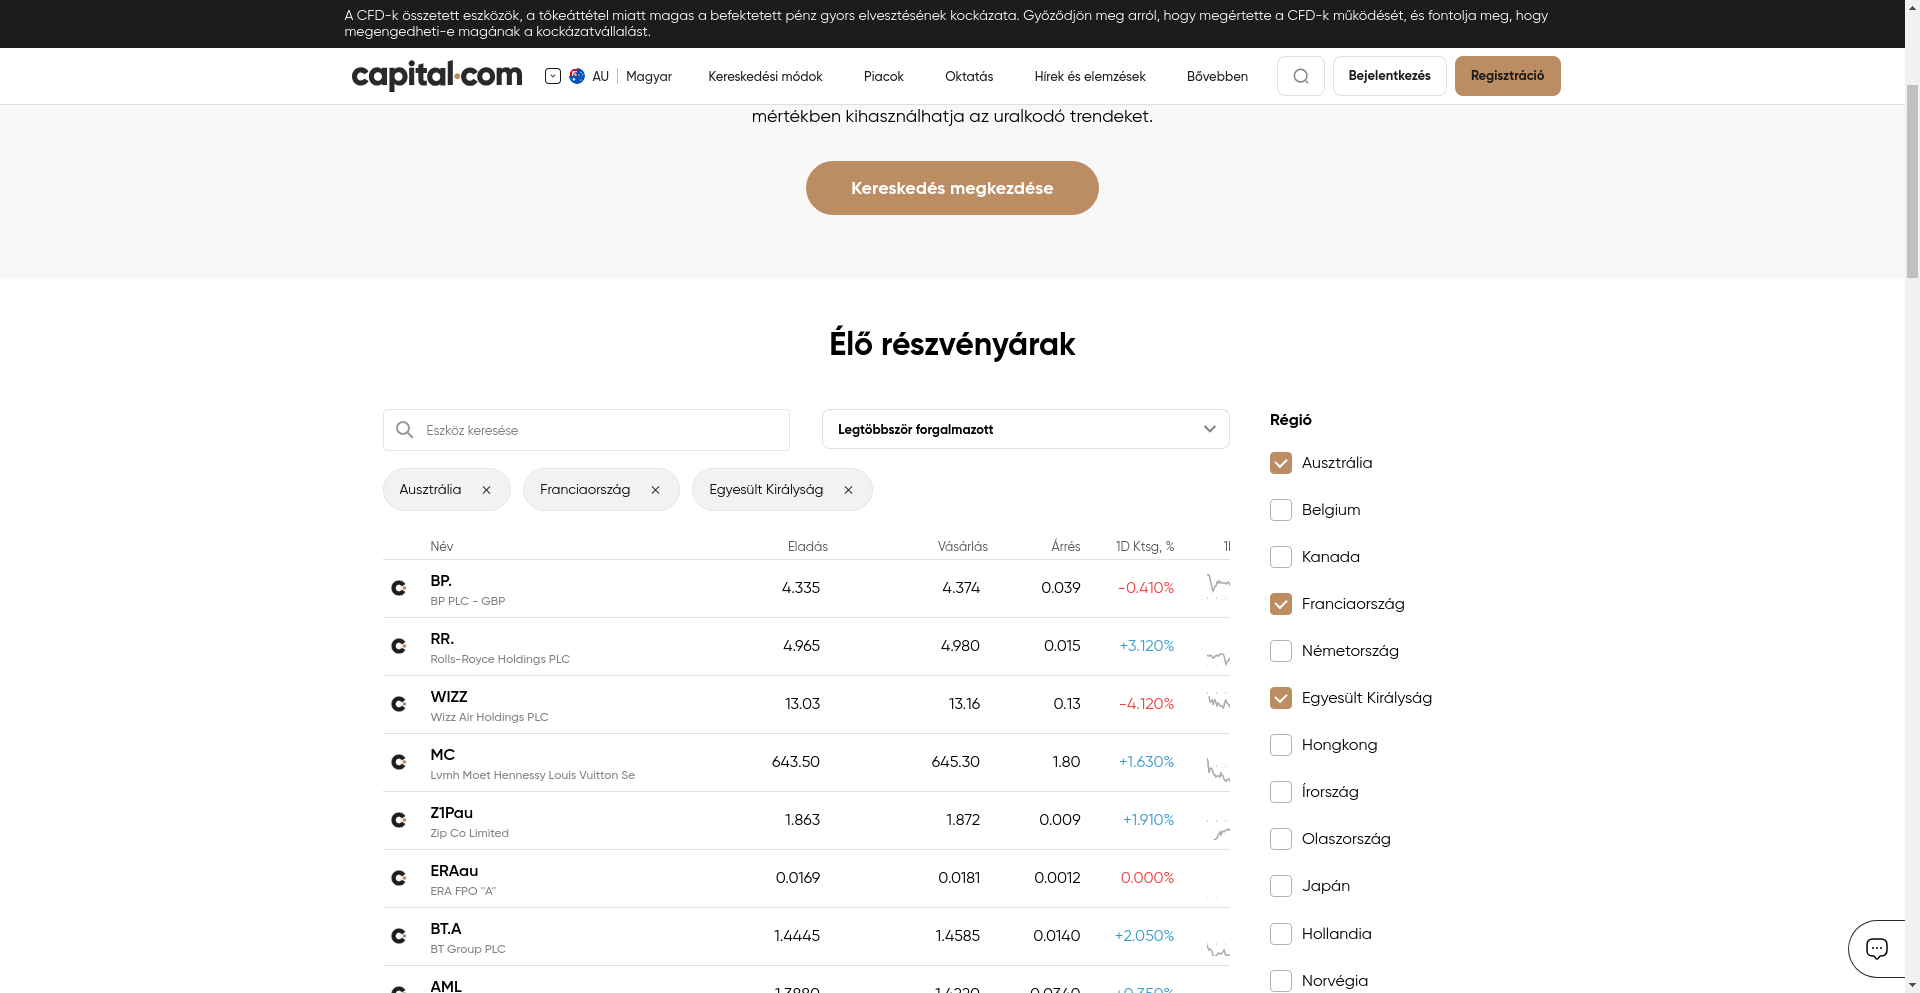 A CFD-k összetett eszközök, a tőkeáttétel miatt magas a befektetett pénz gyors elvesztésének kockázata. Győződjön meg arról, hogy megértette a CFD-k működését, és fontolja meg, hogy
megengedheti-e magának a kockázatvállalást.
capital.com AU Magyar Kereskedési módok Piacok Oktatás Hírek és elemzések Bővebben Bejelentkezés Regisztráció
mértékben kihasználhatja az uralkodó trendeket.
Kereskedés megkezdése
Élő részvényárak
Eszköz keresése
Legtöbbször forgalmazott
Ausztrália
Franciaország
Egyesült Királyság
Név Eladás Vásárlás Árrés 1D Ktsg, %
BP. 4.335 4.374 0.039 -0.410%
BP PLC - GBP
RR. 4.965 4.980 0.015 +3.120%
Rolls-Royce Holdings PLC
WIZZ 13.03 13.16 0.13 -4.120%
Wizz Air Holdings PLC
MC 643.50 645.30 1.80 +1.630%
Lvmh Moet Hennessy Louis Vuitton Se
Z1Pau 1.863 1.872 0.009 +1.910%
Zip Co Limited
ERAau 0.0169 0.0181 0.0012 0.000%
ERA FPO "A"
BT.A 1.4445 1.4585 0.0140 +2.050%
BT Group PLC
AML
Régió
Ausztrália
Belgium
Kanada
Franciaország
Németország
Egyesült Királyság
Hongkong
Írország
Olaszország
Japán
Hollandia
Norvégia